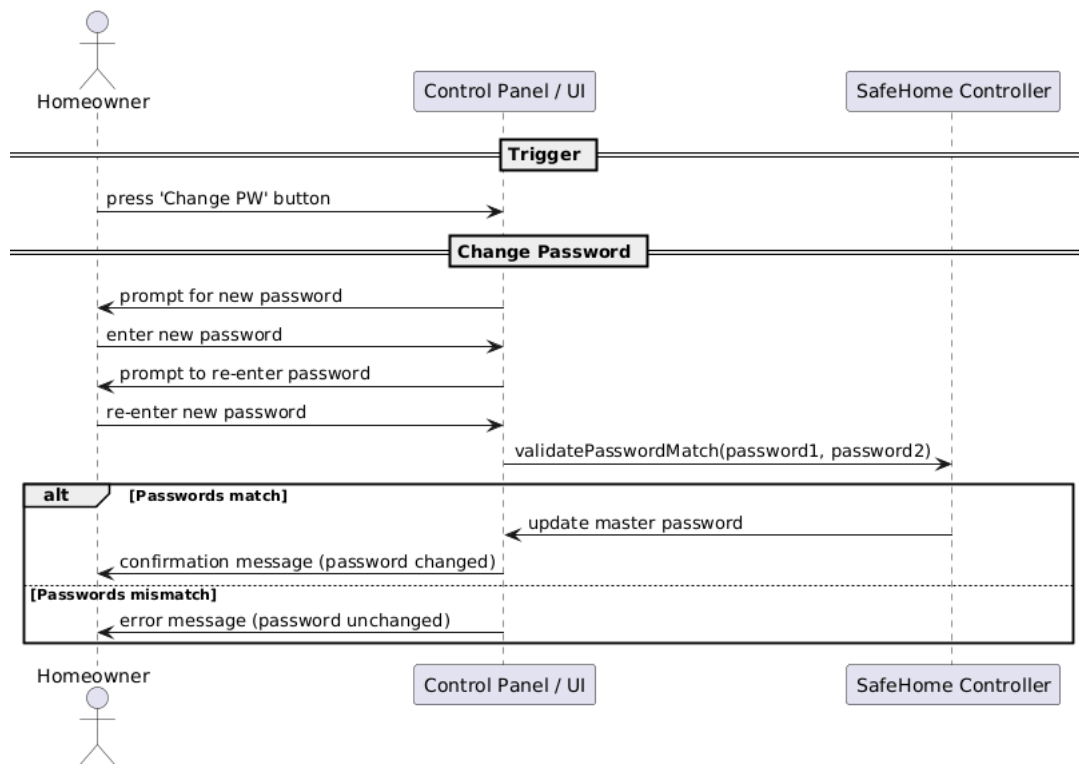 Homeowner
Control Panel / UI
SafeHome Controller
Trigger
press 'Change PW' button
Change Password
prompt for new password
enter new password
prompt to re-enter password
re-enter new password
validatePasswordMatch(password1, password2)
alt
[Passwords match]
update master password
confirmation message (password changed)
[Passwords mismatch]
error message (password unchanged)
Homeowner
Control Panel / UI
SafeHome Controller